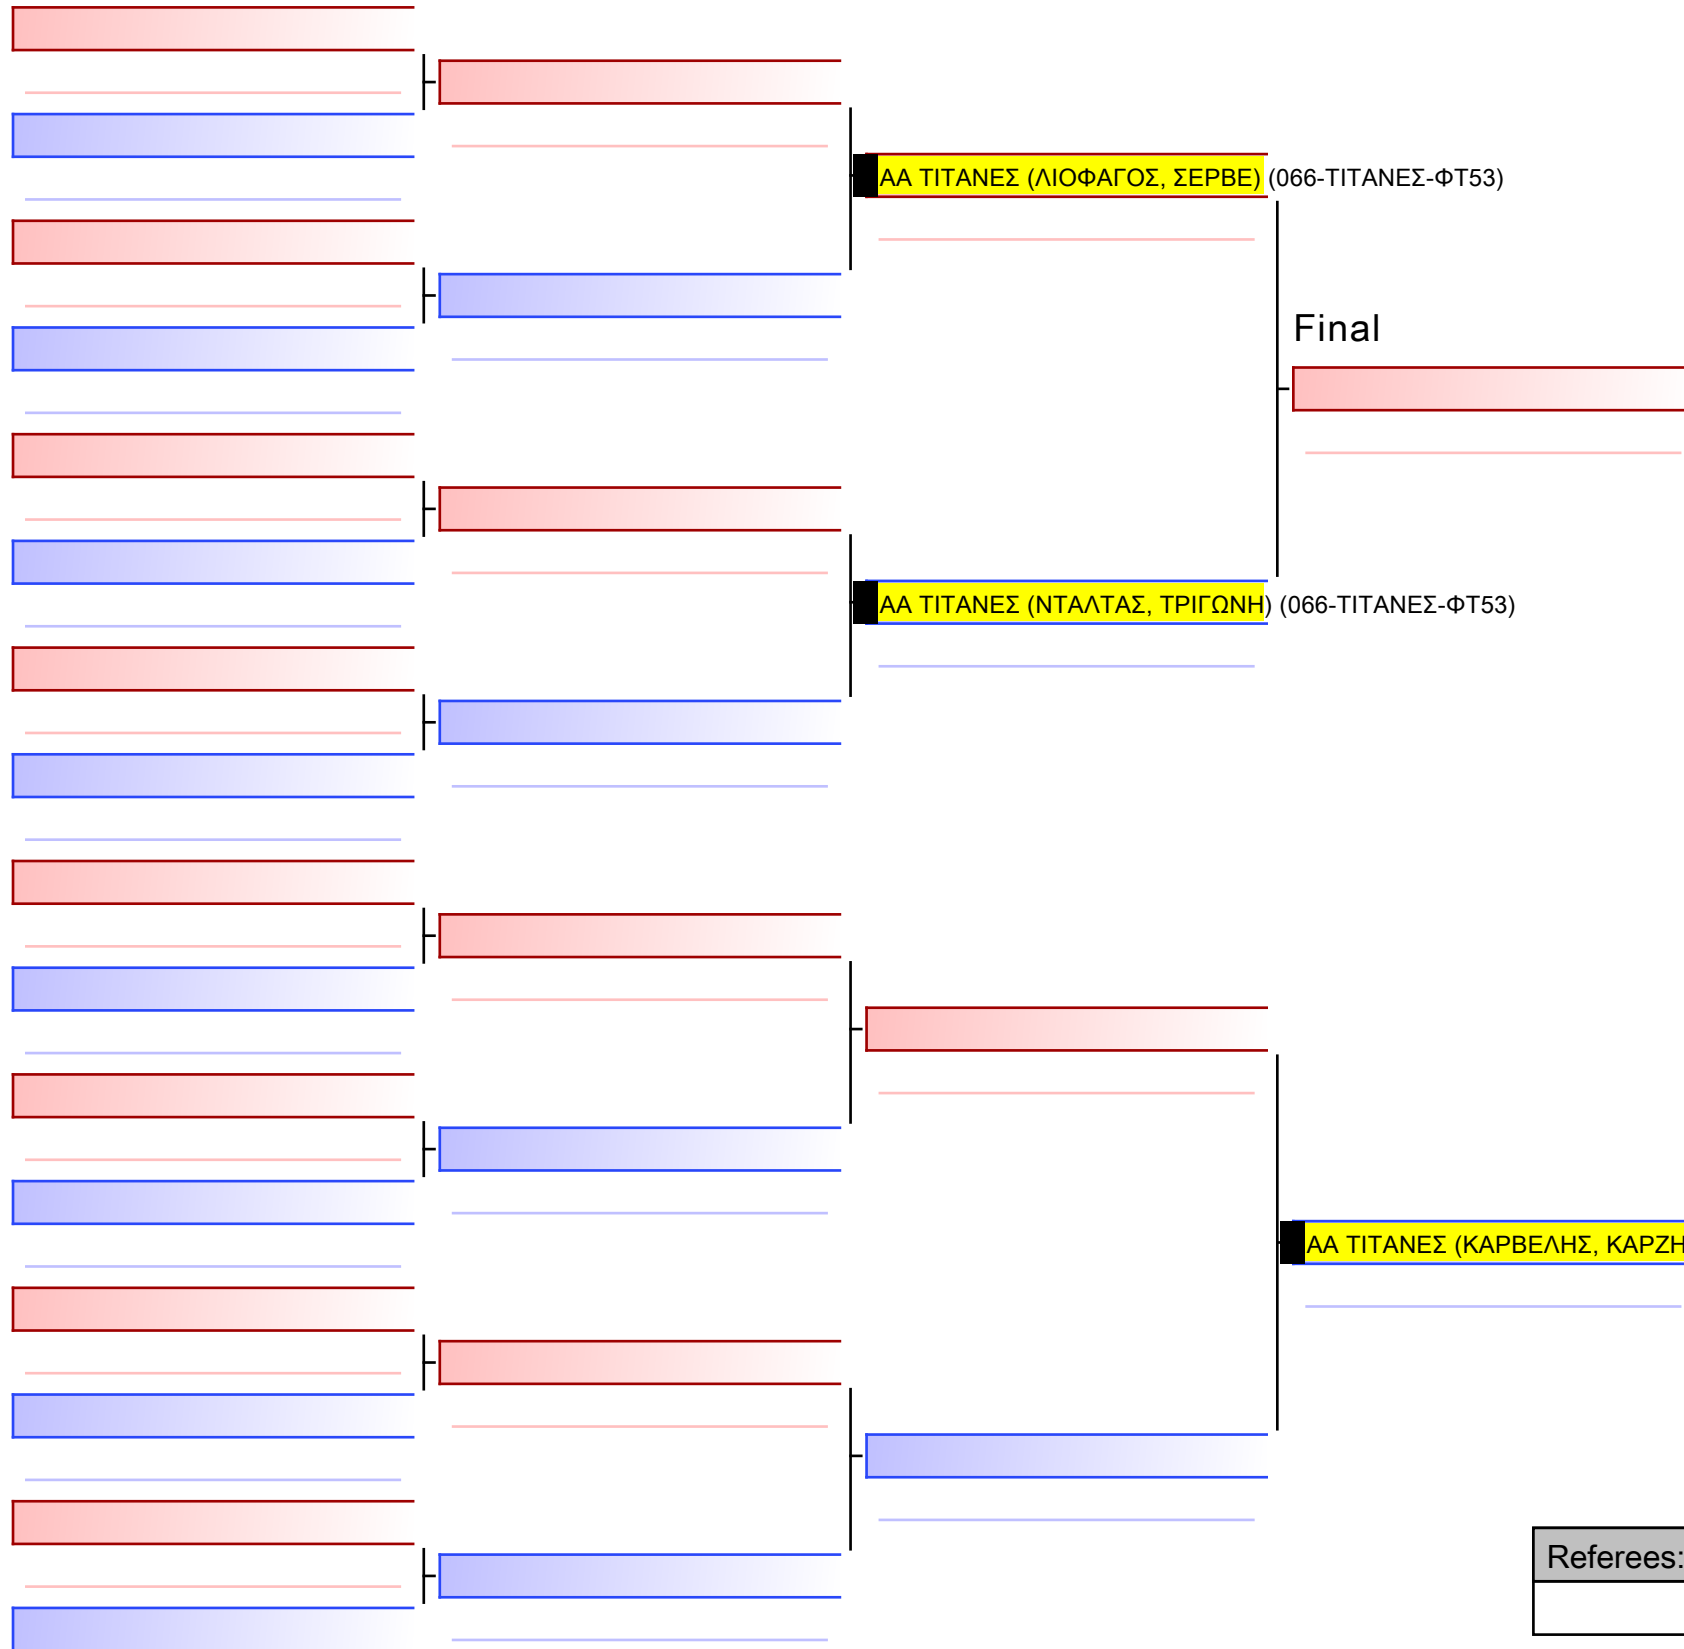 ΑΑ ΤΙΤΑΝΕΣ (ΛΙΟΦΑΓΟΣ, ΣΕΡΒΕ) (066-ΤΙΤΑΝΕΣ-ΦΤ53)
Final
ΑΑ ΤΙΤΑΝΕΣ (ΝΤΑΛΤΑΣ, ΤΡΙΓΩΝΗ) (066-ΤΙΤΑΝΕΣ-ΦΤ53)
ΑΑ ΤΙΤΑΝΕΣ (ΚΑΡΒΕΛΗΣ, ΚΑΡΖΗ
Referees: